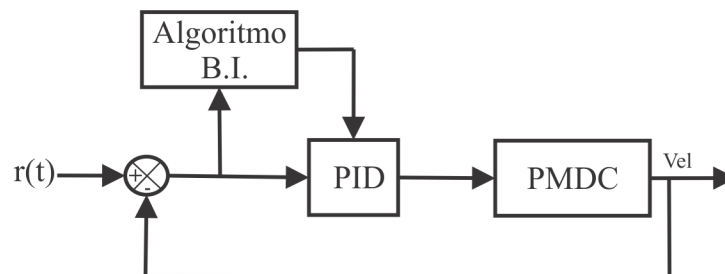 Algoritmo
B.I.
r(t)
+
-
PID
PMDC
Vel